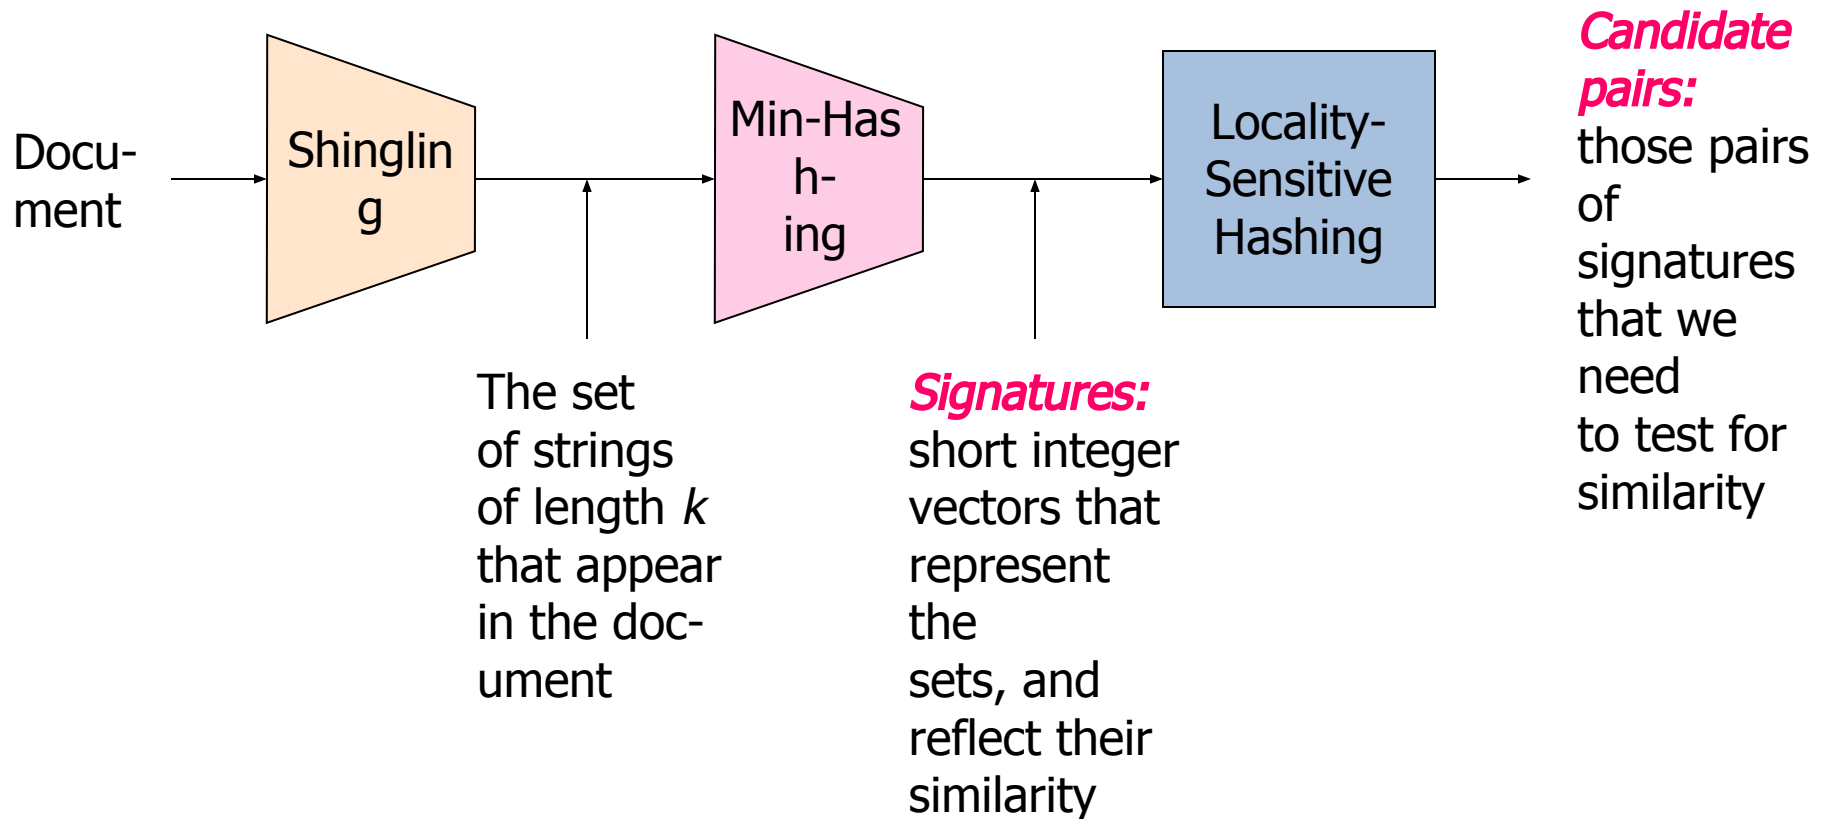 Docu-
ment
Shinglin
g
The set
of strings
of length k
that appear
in the doc-
ument
Min-Has
h-
ing
Signatures:
short integer
vectors that
represent
the
sets, and
reflect their
similarity
Locality-
Sensitive
Hashing
Candidate
pairs:
those pairs
of
signatures
that we
need
to test for
similarity